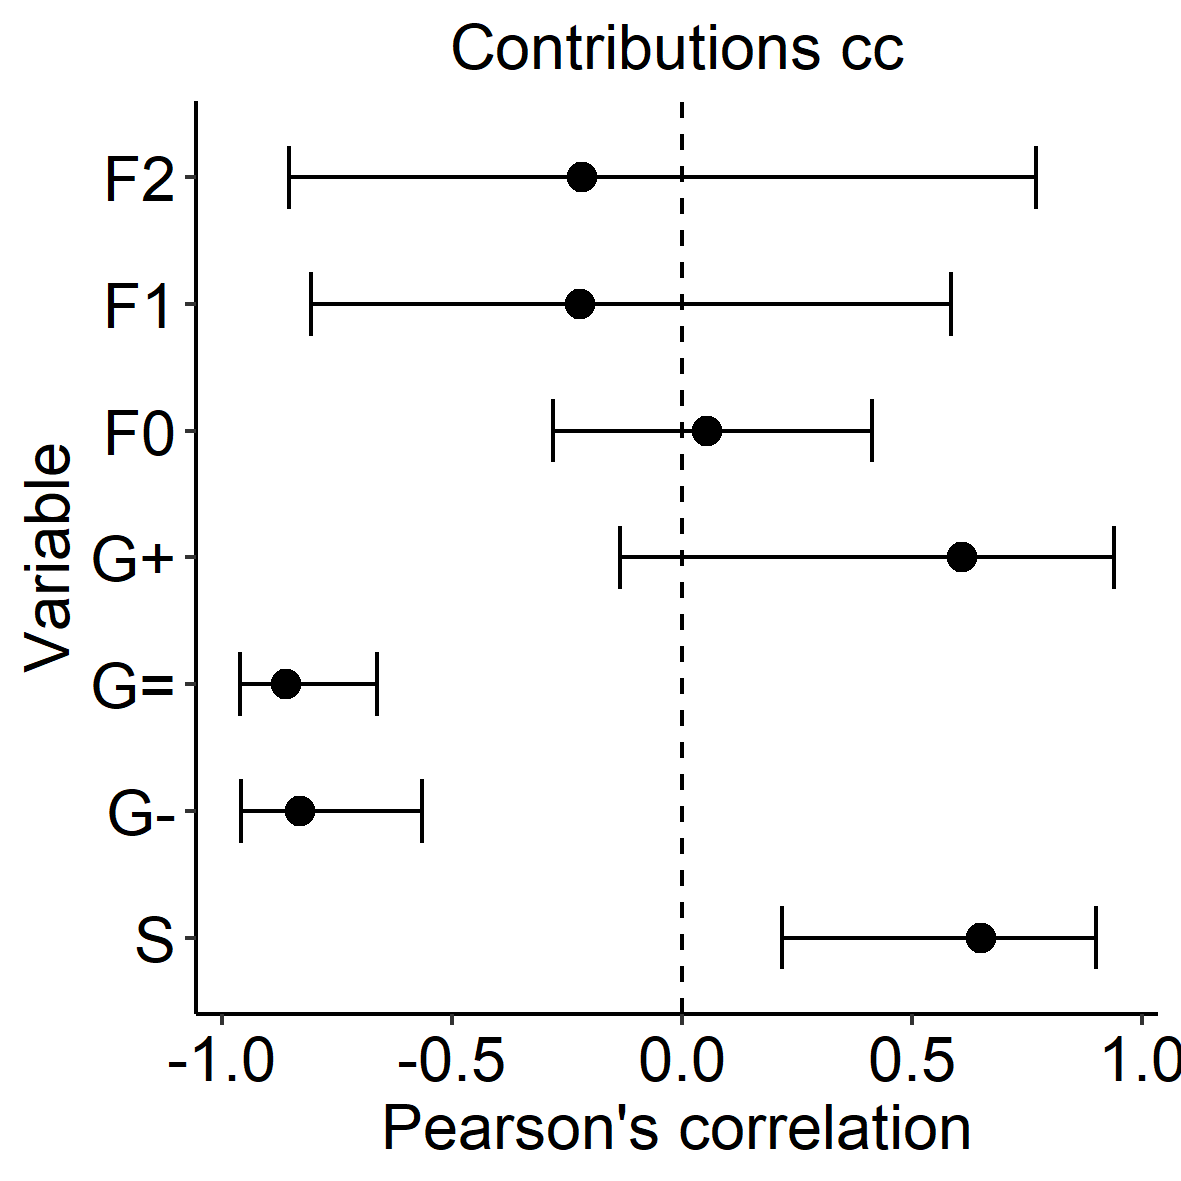 Contributions cc
F2
F1
F0
G+
G=
G-
S
Variable
-1.0 -0.5 0.0 0.5 1.0
Pearson's correlation